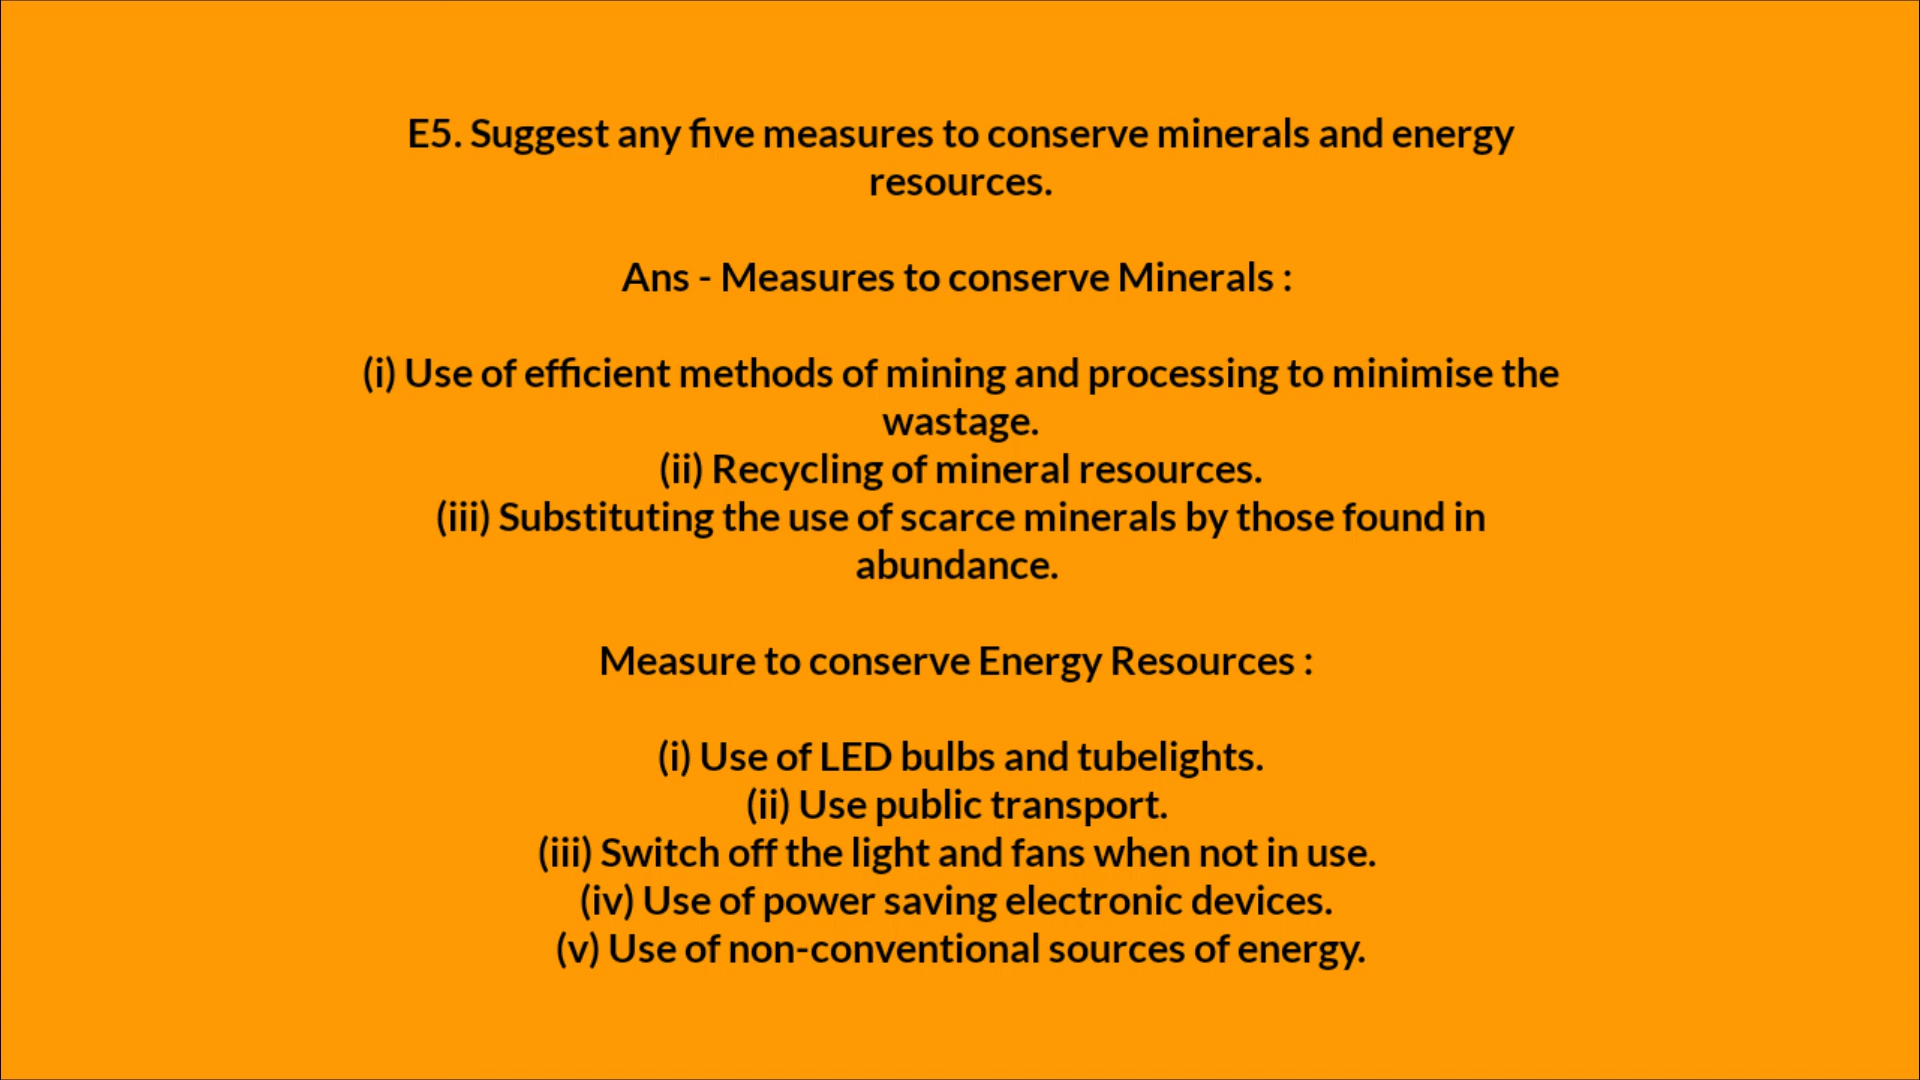 E5. Suggest any five measures to conserve minerals and energy
resources.
Ans - Measures to conserve Minerals :
(i) Use of efficient methods of mining and processing to minimise the
wastage.
(ii) Recycling of mineral resources.
(iii) Substituting the use of scarce minerals by those found in
abundance.
Measure to conserve Energy Resources :
(i) Use of LED bulbs and tubelights.
(ii) Use public transport.
(iii) Switch off the light and fans when not in use.
(iv) Use of power saving electronic devices.
(v) Use of non-conventional sources of energy.